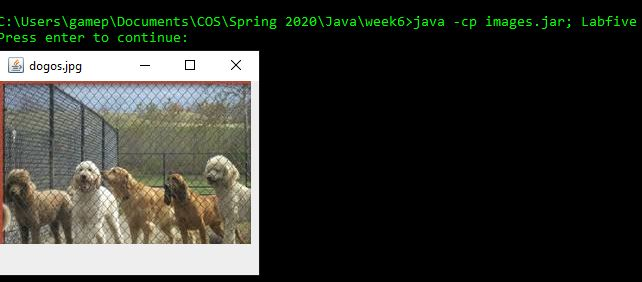 C:\Users\gamep\Documents\COS\Spring 2020\Java\week6>java -cp images.jar; Labfive
Press enter to continue:
dogos.jpg